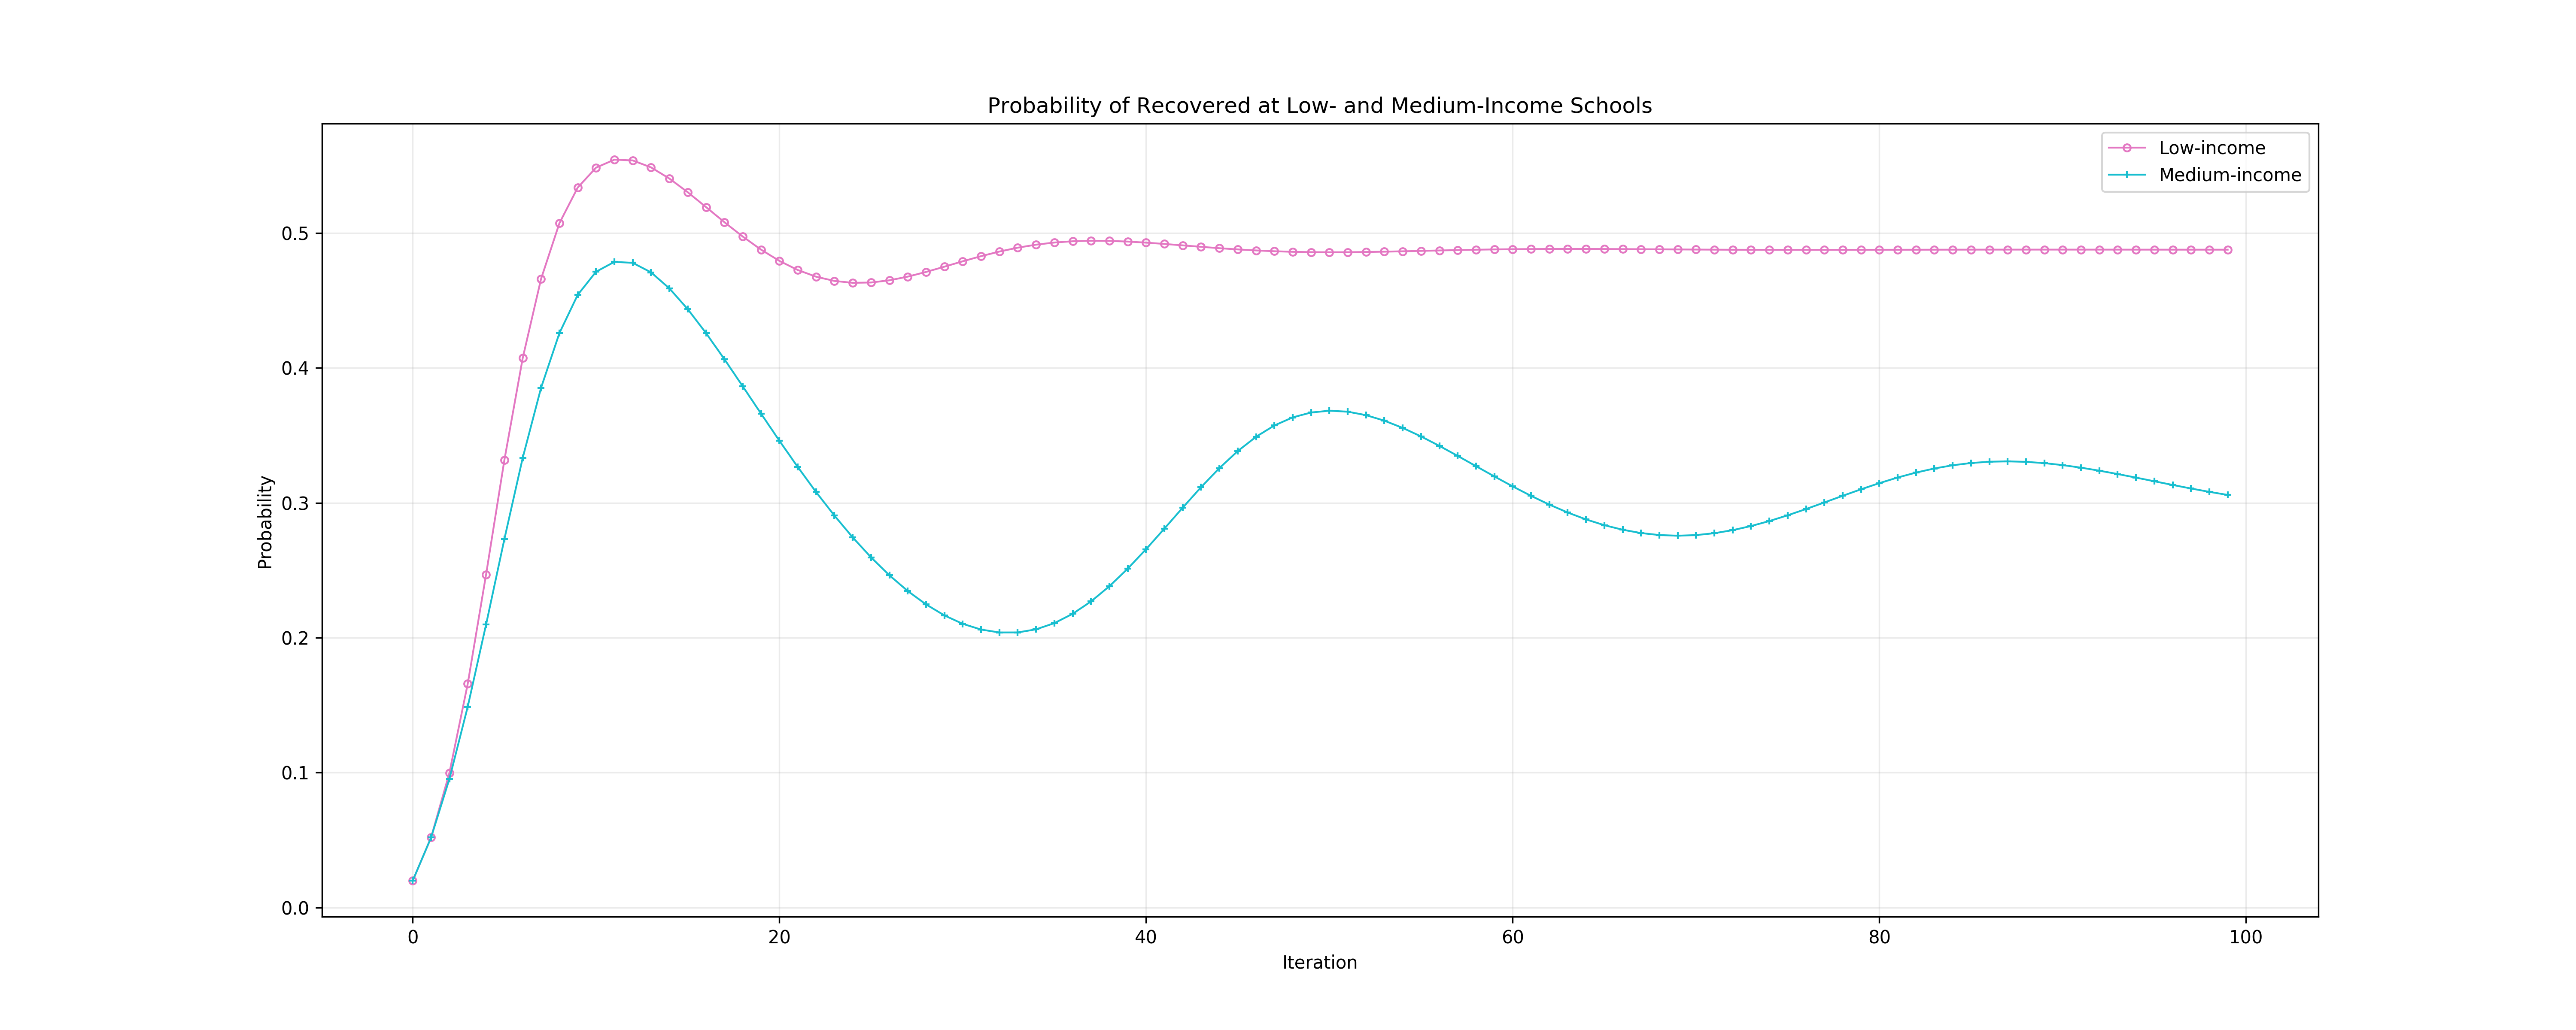 Probability of Recovered at Low- and Medium-Income Schools
Low-income
Medium-income
Probability
0.5
0.4
0.3
0.2
0.1
0.0
0 20 40 60 80 100
Iteration